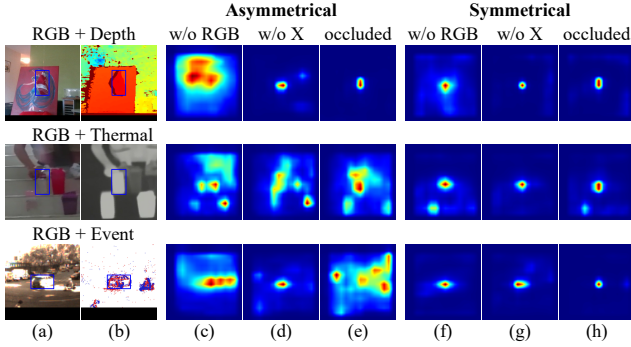 Asymmetrical Symmetrical
RGB + Depth w/o RGB w/o X occluded w/o RGB w/o X occluded
RGB + Thermal
RGB + Event
(a) (b) (c) (d) (e) (f) (g) (h)